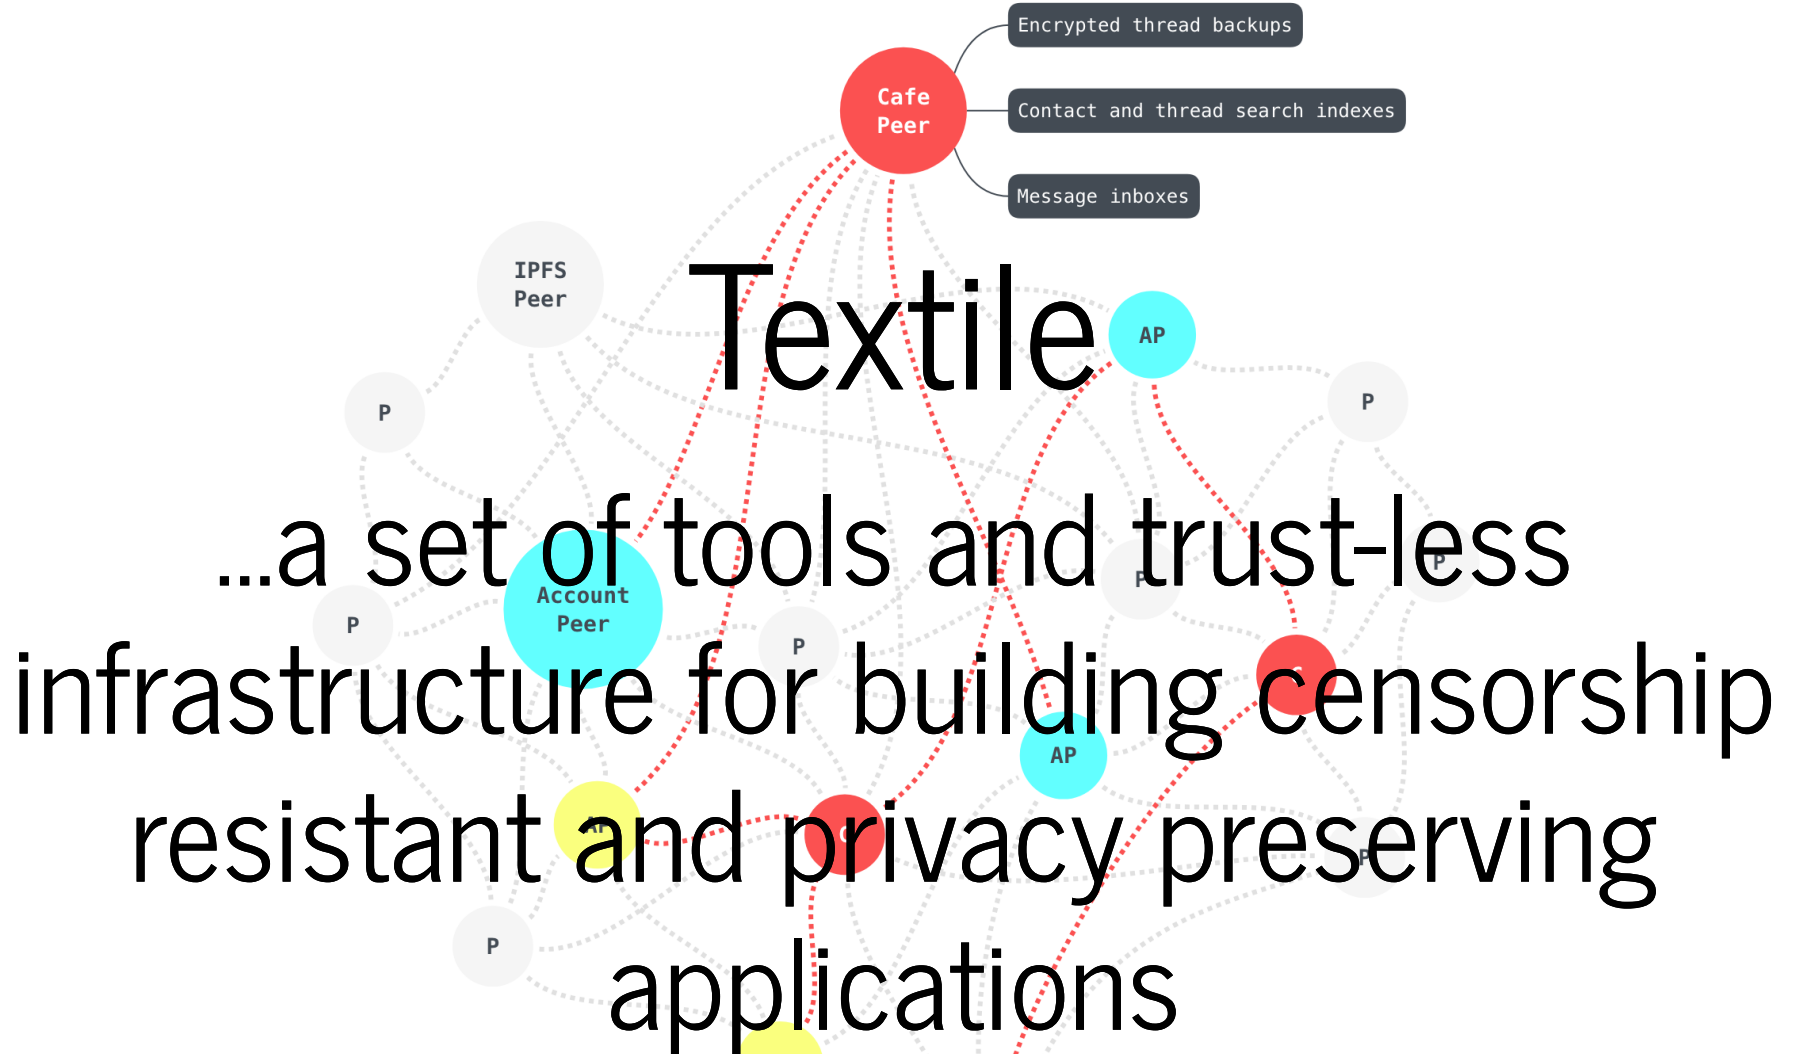 Encrypted thread backups
Cafe
Peer
Contact and thread search indexes
Message inboxes
IPFS
Peer
Textile
AP
P
P
...a set of tools and trust-less
P
P
Account
Peer
P
P
infrastructure for building censorship
AP
resistant and privacy preserving
AP
P
P
applications